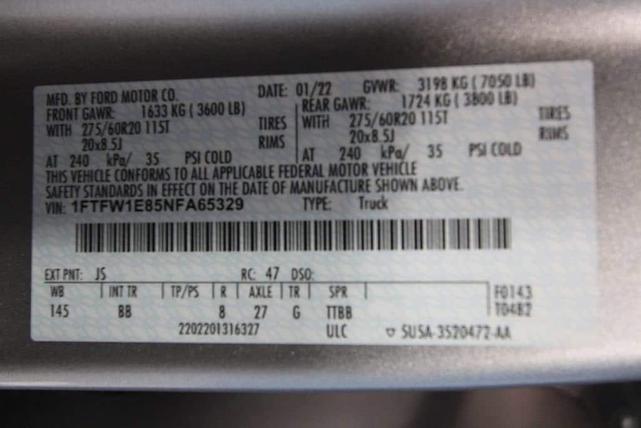 MFD. BY FORD MOTOR CO. DATE: 01/22 GVWR: 3198 KG ( 7050 LB)
FRONT GAWR: 1633 KG ( 3600 LB) REAR GAWR: 1724 KG ( 3800 LB)
WITH 275/60R20 115T TIRES WITH 275/60R20 115T TIRES
20x8.5J RIMS 20x8.5J RIMS
AT 240 kPa/ 35 PSI COLD AT 240 kPa/ 35 PSI COLD
THIS VEHICLE CONFORMS TO ALL APPLICABLE FEDERAL MOTOR VEHICLE
SAFETY STANDARDS IN EFFECT ON THE DATE OF MANUFACTURE SHOWN ABOVE.
VIN: 1FTFW1E85NFA65329 TYPE: Truck
EXT PNT: JS RC: 47 DSO:
WB INT TR TP/PS R AXLE TR SPR F0143
145 BB 8 27 G TTBB T0482
2202201316327 ULC SU5A-3520472-AA